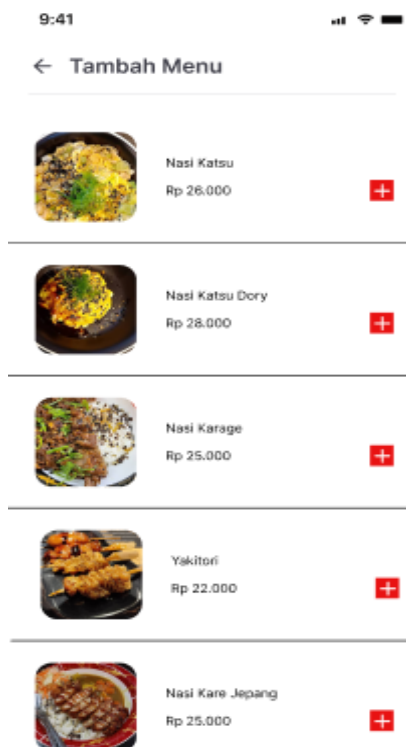 9:41
← Tambah Menu
Nasi Katsu
Rp 26.000
Nasi Katsu Dory
Rp 28.000
Nasi Karage
Rp 25.000
Yakitori
Rp 22.000
Nasi Kare Jepang
Rp 25.000